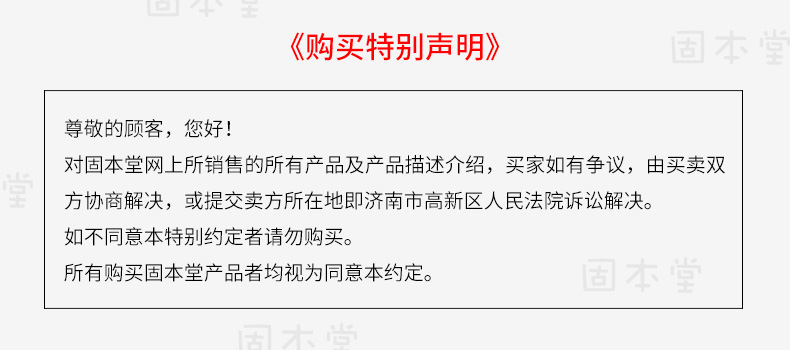 固本堂
《购买特别声明》
固本堂
尊敬的顾客，您好！
对固本堂网上所销售的所有产品及产品描述介绍，买家如有争议，由买卖双
堂
方协商解决，或提交卖方所在地即济南市高新区人民法院诉讼解决。
如不同意本特别约定者请勿购买。
所有购买固本堂产品者均视为同意本约定。
固本堂
固本堂